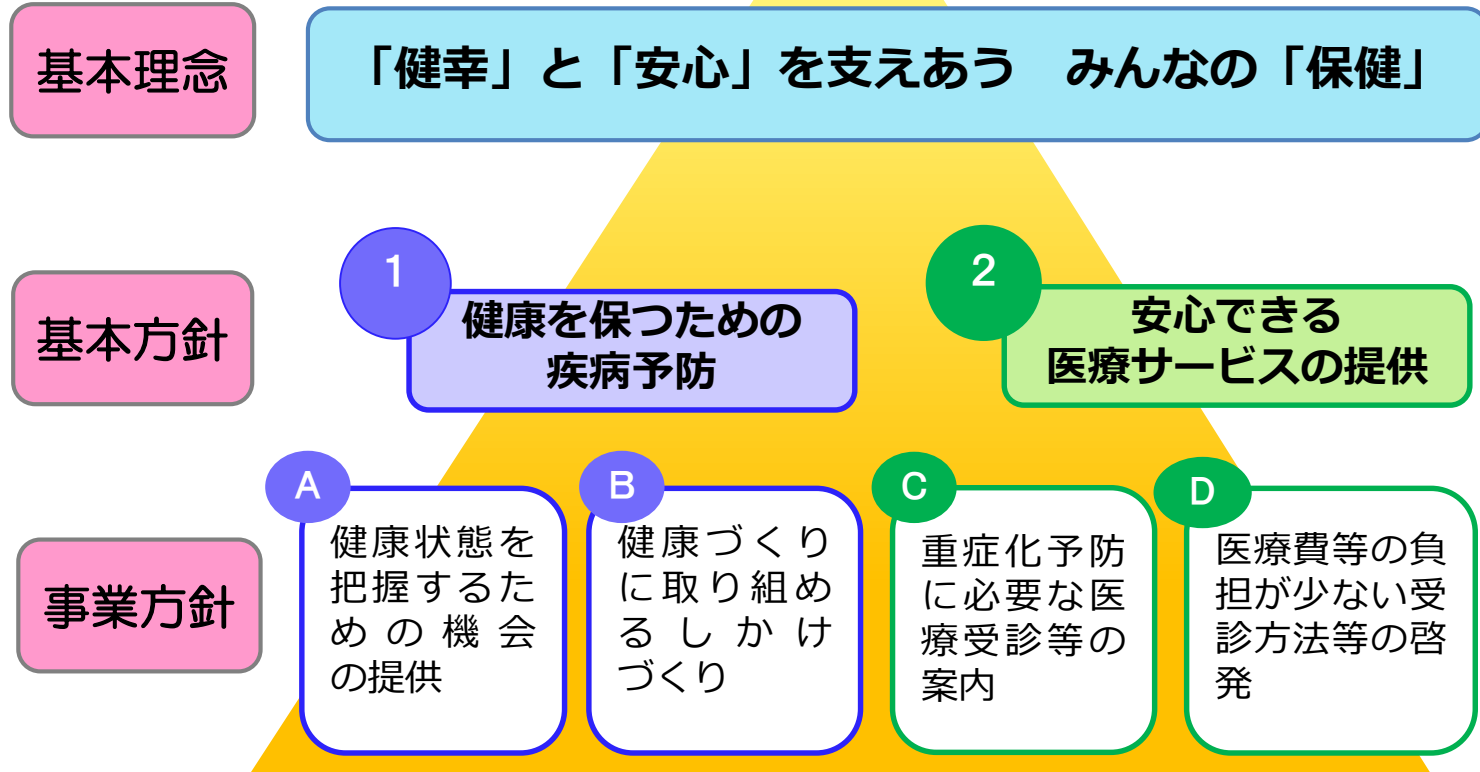 基本理念
「健幸」と「安心」を支えあう　みんなの「保健」
基本方針
1
健康を保つための
疾病予防
2
安心できる
医療サービスの提供
事業方針
A
健康状態を
把握するた
めの機会
の提供
B
健康づくり
に取り組め
るしかけ
づくり
C
重症化予防
に必要な医
療受診等の
案内
D
医療費等の負
担が少ない受
診方法等の啓
発